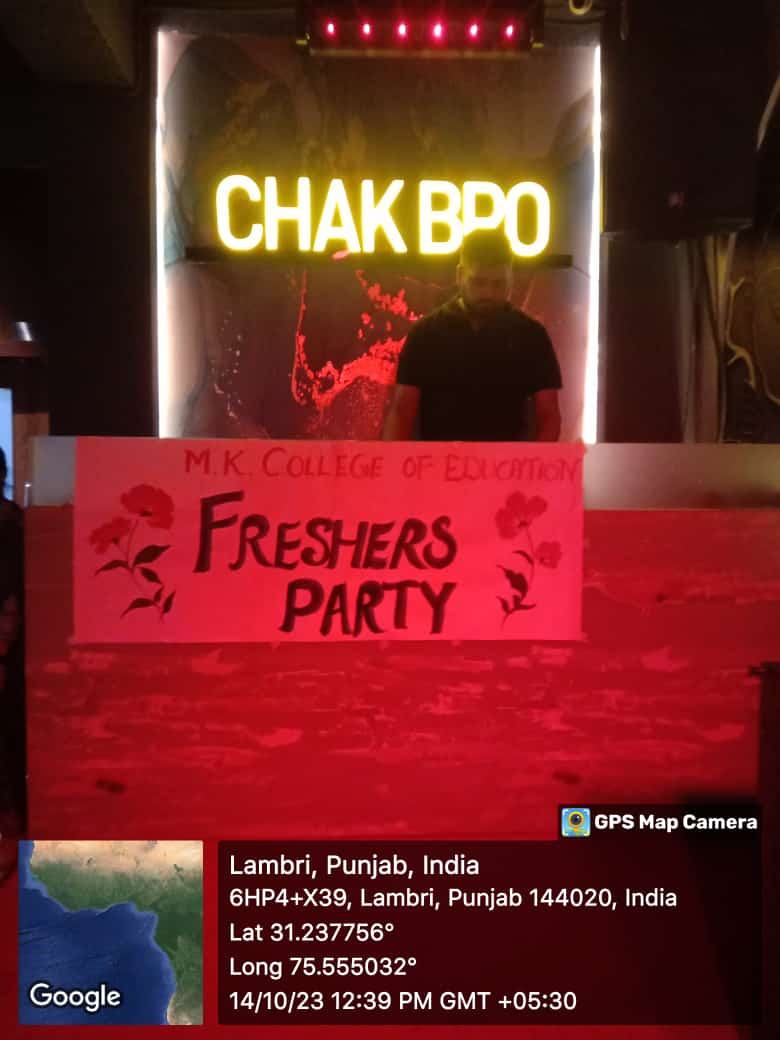 CHAK BPO
M.K. COLLEGE OF EDUCATION
FRESHERS
PARTY
GPS Map Camera
Lambri, Punjab, India
6HP4+X39, Lambri, Punjab 144020, India
Lat 31.237756°
Long 75.555032°
14/10/23 12:39 PM GMT +05:30
Google